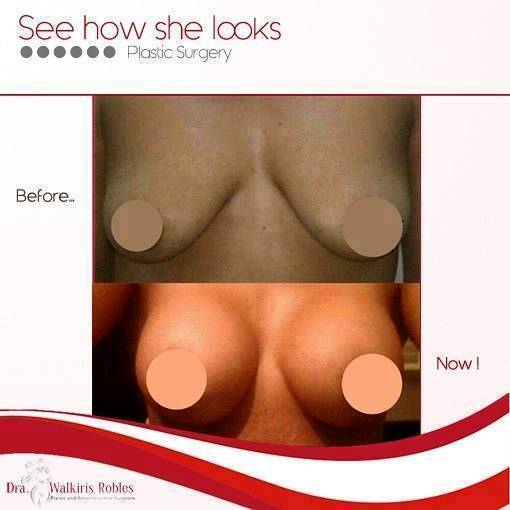 See how she looks
Plastic Surgery
Before...
Now !
Dra. Walkiris Robles
Plastic and Reconstructive Surgeon